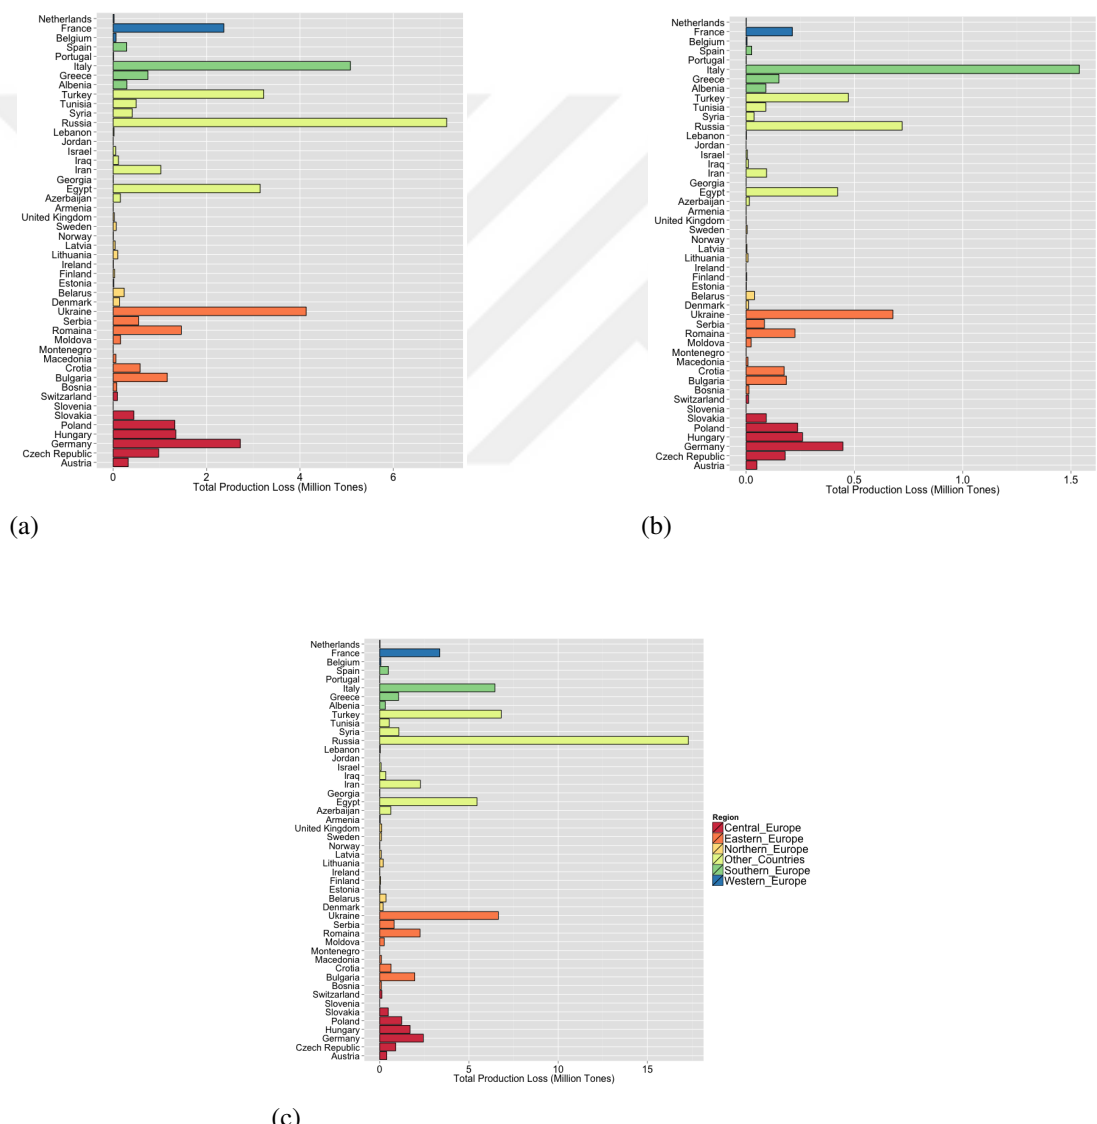 Netherlands
France
Belgium
Spain
Portugal
Italy
Greece
Albenia
Turkey
Tunisia
Syria
Russia
Lebanon
Jordan
Israel
Iraq
Iran
Georgia
Egypt
Azerbaijan
Armenia
United Kingdom
Sweden
Norway
Latvia
Lithuania
Ireland
Finland
Estonia
Belarus
Denmark
Ukraine
Serbia
Romaina
Moldova
Montenegro
Macedonia
Crotia
Bulgaria
Bosnia
Switzerland
Slovenia
Slovakia
Poland
Hungary
Germany
Czech Republic
Austria
0 2 4 6
Total Production Loss (Million Tones)
(a)
Netherlands
France
Belgium
Spain
Portugal
Italy
Greece
Albenia
Turkey
Tunisia
Syria
Russia
Lebanon
Jordan
Israel
Iraq
Iran
Georgia
Egypt
Azerbaijan
Armenia
United Kingdom
Sweden
Norway
Latvia
Lithuania
Ireland
Finland
Estonia
Belarus
Denmark
Ukraine
Serbia
Romaina
Moldova
Montenegro
Macedonia
Crotia
Bulgaria
Bosnia
Switzerland
Slovenia
Slovakia
Poland
Hungary
Germany
Czech Republic
Austria
0.0 0.5 1.0 1.5
Total Production Loss (Million Tones)
(b)
Netherlands
France
Belgium
Spain
Portugal
Italy
Greece
Albenia
Turkey
Tunisia
Syria
Russia
Lebanon
Jordan
Israel
Iraq
Iran
Georgia
Egypt
Azerbaijan
Armenia
United Kingdom
Sweden
Norway
Latvia
Lithuania
Ireland
Finland
Estonia
Belarus
Denmark
Ukraine
Serbia
Romaina
Moldova
Montenegro
Macedonia
Crotia
Bulgaria
Bosnia
Switzerland
Slovenia
Slovakia
Poland
Hungary
Germany
Czech Republic
Austria
0 5 10 15
Total Production Loss (Million Tones)
Region
Central_Europe
Eastern_Europe
Northern_Europe
Other_Countries
Southern_Europe
Western_Europe
(c)